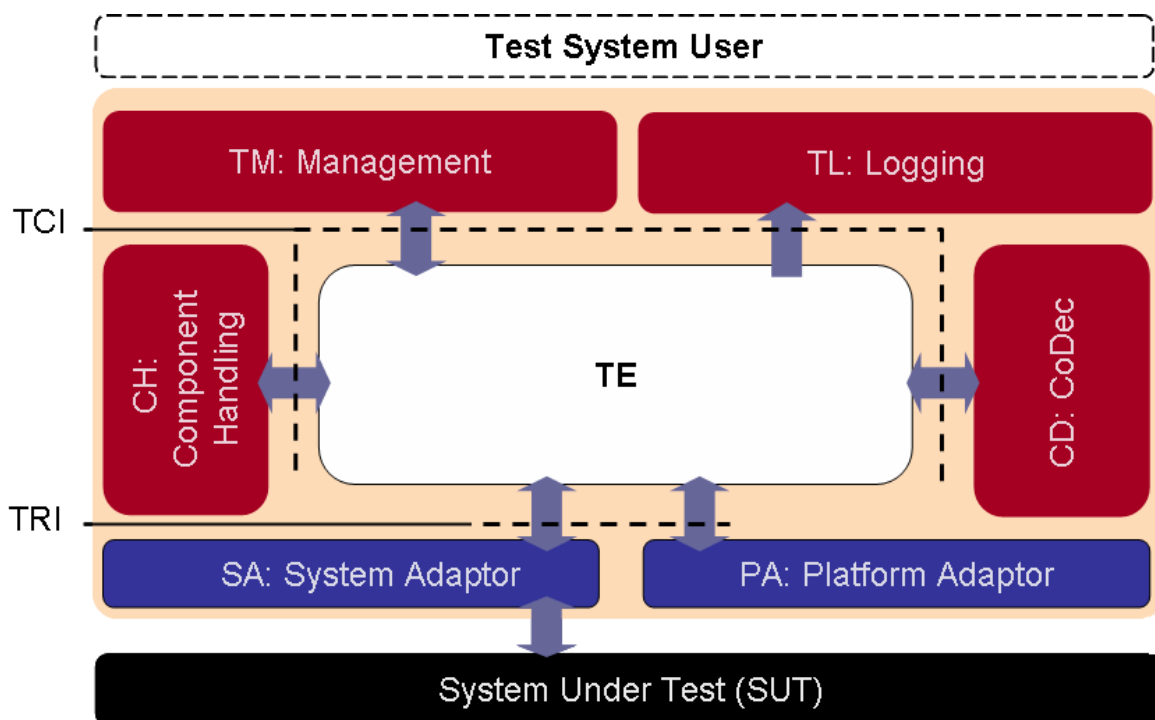 Test System User
TM: Management
TL: Logging
TCI
CH:
Component
Handling
TE
CD: CoDec
TRI
SA: System Adaptor
PA: Platform Adaptor
System Under Test (SUT)